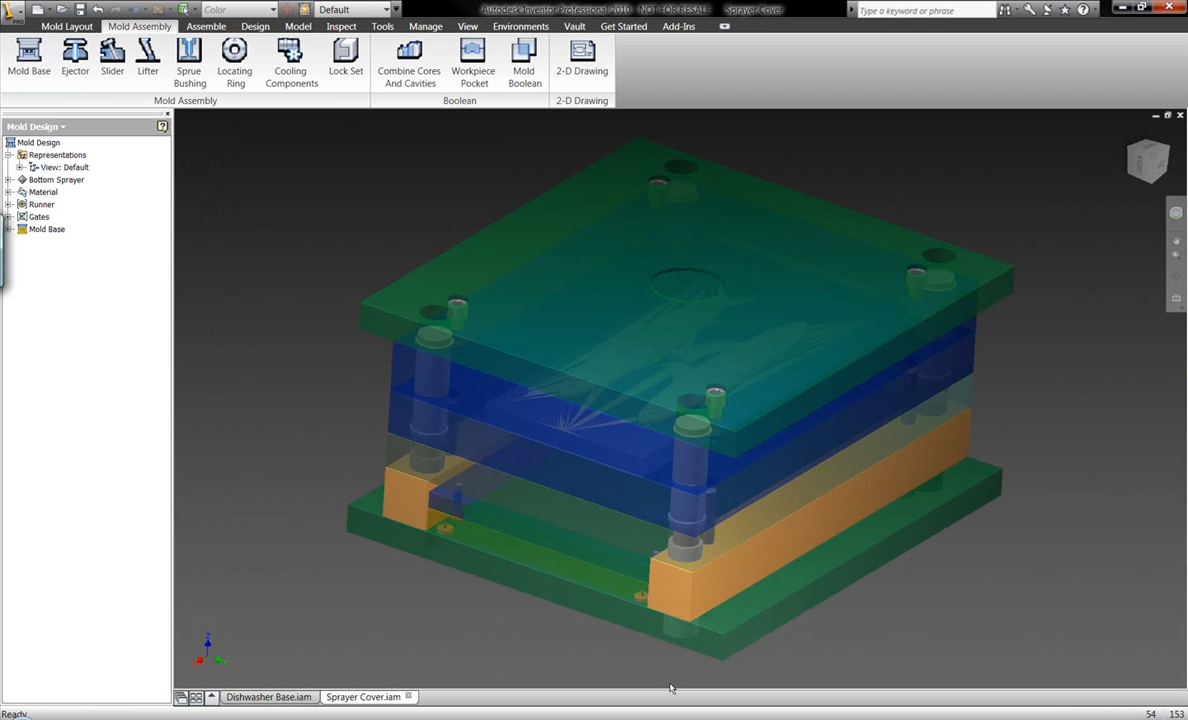 PRO
Color
Default
Autodesk Inventor Professional 2010 - NOT FOR RESALE - Sprayer Cover
Type a keyword or phrase
Mold Layout Mold Assembly Assemble Design Model Inspect Tools Manage View Environments Vault Get Started Add-Ins
Mold Base
Ejector
Slider
Lifter
Sprue
Bushing
Locating
Ring
Cooling
Components
Lock Set
Combine Cores
And Cavities
Workpiece
Pocket
Mold
Boolean
2-D Drawing
Mold Assembly
Boolean
2-D Drawing
Mold Design
Mold Design
Representations
View: Default
Bottom Sprayer
Material
Runner
Gates
Mold Base
Z
Dishwasher Base.iam
Sprayer Cover.iam
Ready
54 153